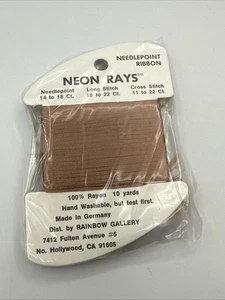 NEEDLEPOINT
RIBBON
NEON RAYS™
Needlepoint Long Stitch Cross Stitch
14 to 18 Ct. 18 to 22 Ct. 11 to 22 Ct.
100% Rayon 10 yards
Hand Washable, but test first.
Made in Germany
Dist. by RAINBOW GALLERY
7412 Fulton Avenue #5
No. Hollywood, CA 91605